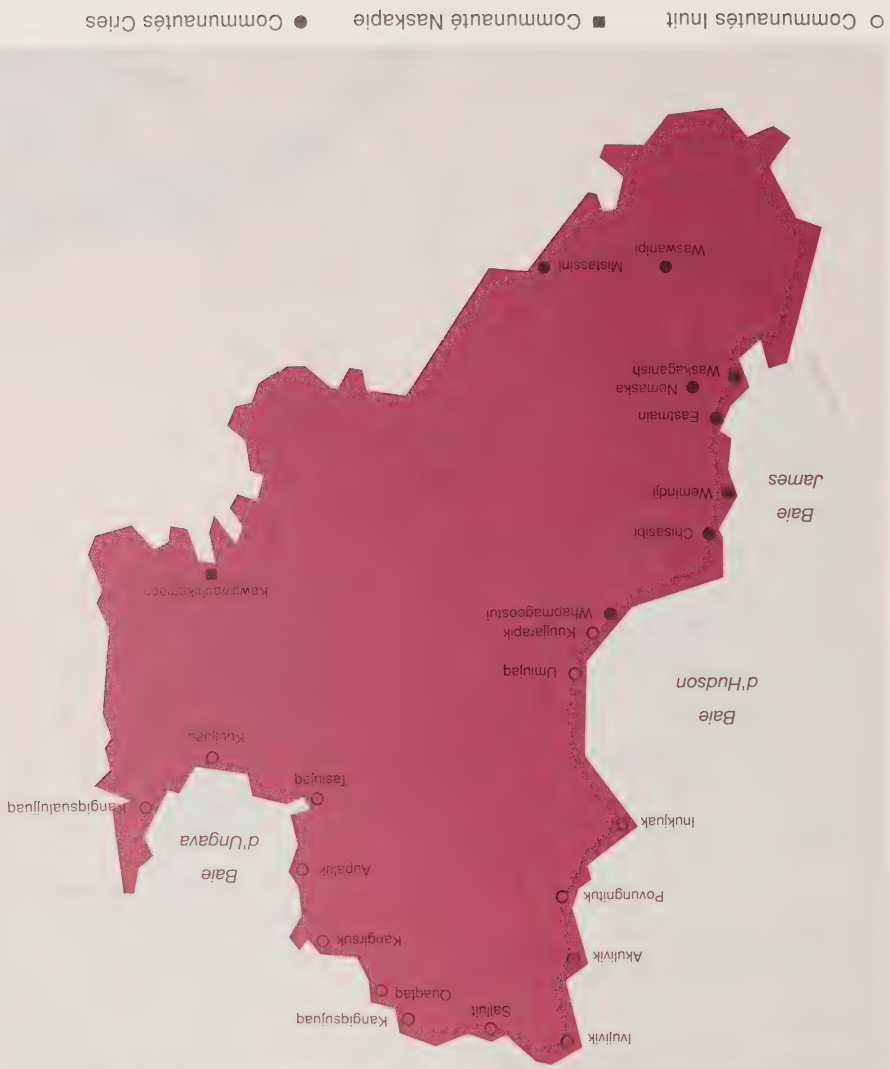 Ivujivik
Salluit
Kangiqsujuaq
Quaqtaq
Akulivik
Kangirsuk
Povungnituk
Aupaluk
Baie
d'Ungava
Inukjuak
Tasiujaq
Kangiqsualujjuaq
Kuujjuaq
Baie
d'Hudson
Umiujaq
Kuujjarapik
Whapmagoostui
Kawawachikamach
Chisasibi
Baie
James
Wemindji
Eastmain
Nemaska
Waskaganish
Waswanipi
Mistassini
Communautés Inuit
Communauté Naskapie
Communautés Cries